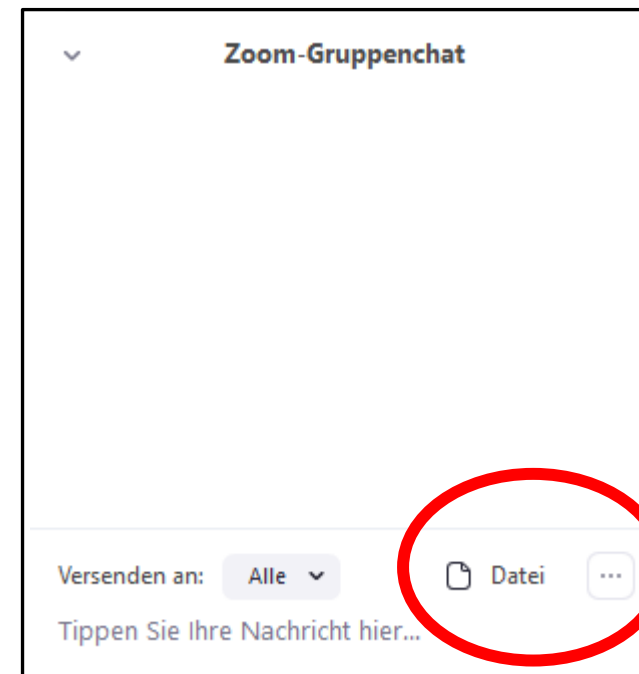 Zoom-Gruppenchat
Versenden an: Alle Datei ...
Tippen Sie Ihre Nachricht hier...